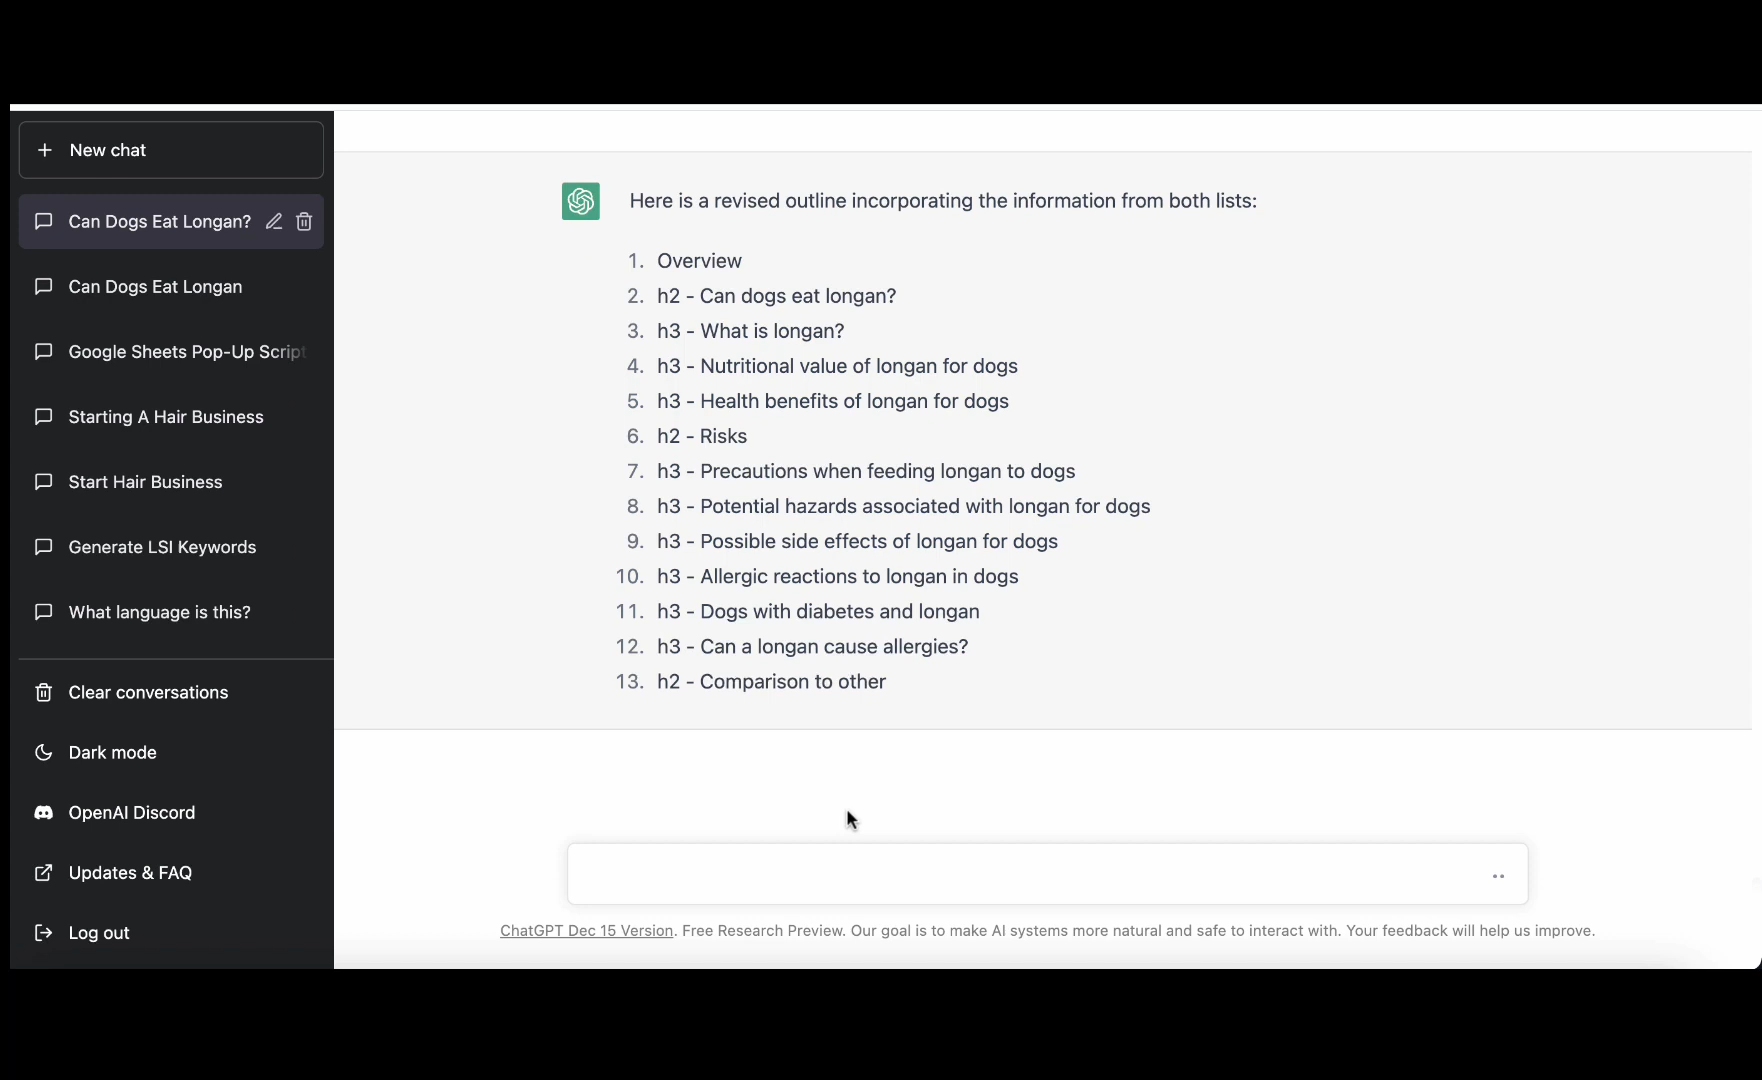 New chat
Can Dogs Eat Longan?
Can Dogs Eat Longan
Google Sheets Pop-Up Script
Starting A Hair Business
Start Hair Business
Generate LSI Keywords
What language is this?
Clear conversations
Dark mode
OpenAI Discord
Updates & FAQ
Log out
Here is a revised outline incorporating the information from both lists:
1. Overview
2. h2 - Can dogs eat longan?
3. h3 - What is longan?
4. h3 - Nutritional value of longan for dogs
5. h3 - Health benefits of longan for dogs
6. h2 - Risks
7. h3 - Precautions when feeding longan to dogs
8. h3 - Potential hazards associated with longan for dogs
9. h3 - Possible side effects of longan for dogs
10. h3 - Allergic reactions to longan in dogs
11. h3 - Dogs with diabetes and longan
12. h3 - Can a longan cause allergies?
13. h2 - Comparison to other
ChatGPT Dec 15 Version. Free Research Preview. Our goal is to make AI systems more natural and safe to interact with. Your feedback will help us improve.